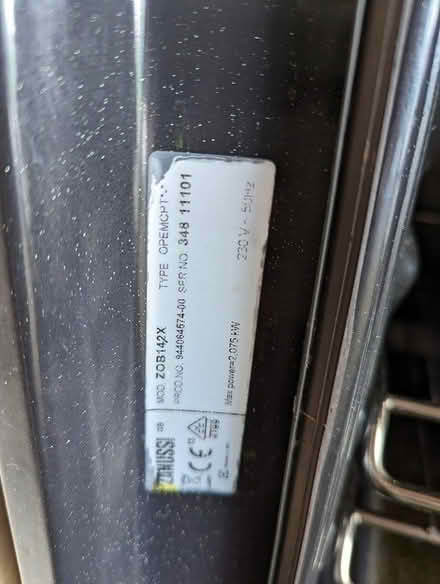 MOD. ZOB142X TYPE OPEMCPT
PROD.NO. 944064574-00 SER NO. 348 11101
Max power=2,075 kW 230 V - 50Hz
ZANUSSI
CE